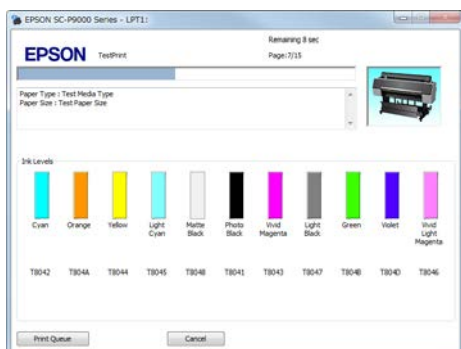 EPSON SC-P9000 Series - LPT1:
EPSON TestPrint
Remaining 8 sec
Page:7/15
Paper Type : Test Media Type
Paper Size : Test Paper Size
Ink Levels
Cyan Orange Yellow Light Cyan Matte Black Photo Black Vivid Magenta Light Black Green Violet Vivid Light Magenta
T8042 T804A T8044 T8045 T8048 T8041 T8043 T8047 T804B T804D T8046
Print Queue Cancel